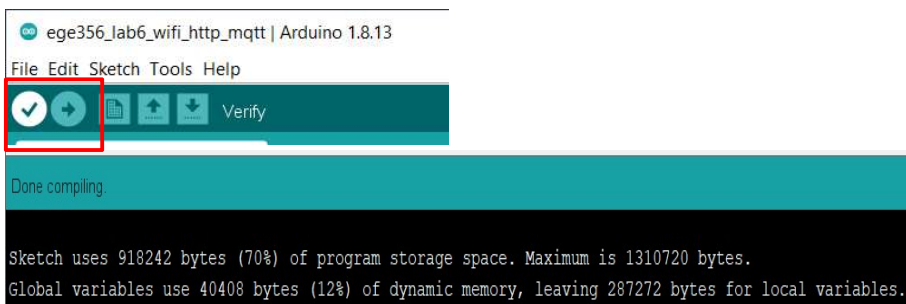 ege356_lab6_wifi_http_mqtt | Arduino 1.8.13
File Edit Sketch Tools Help
Verify
Done compiling.
Sketch uses 918242 bytes (70%) of program storage space. Maximum is 1310720 bytes.
Global variables use 40408 bytes (12%) of dynamic memory, leaving 287272 bytes for local variables.